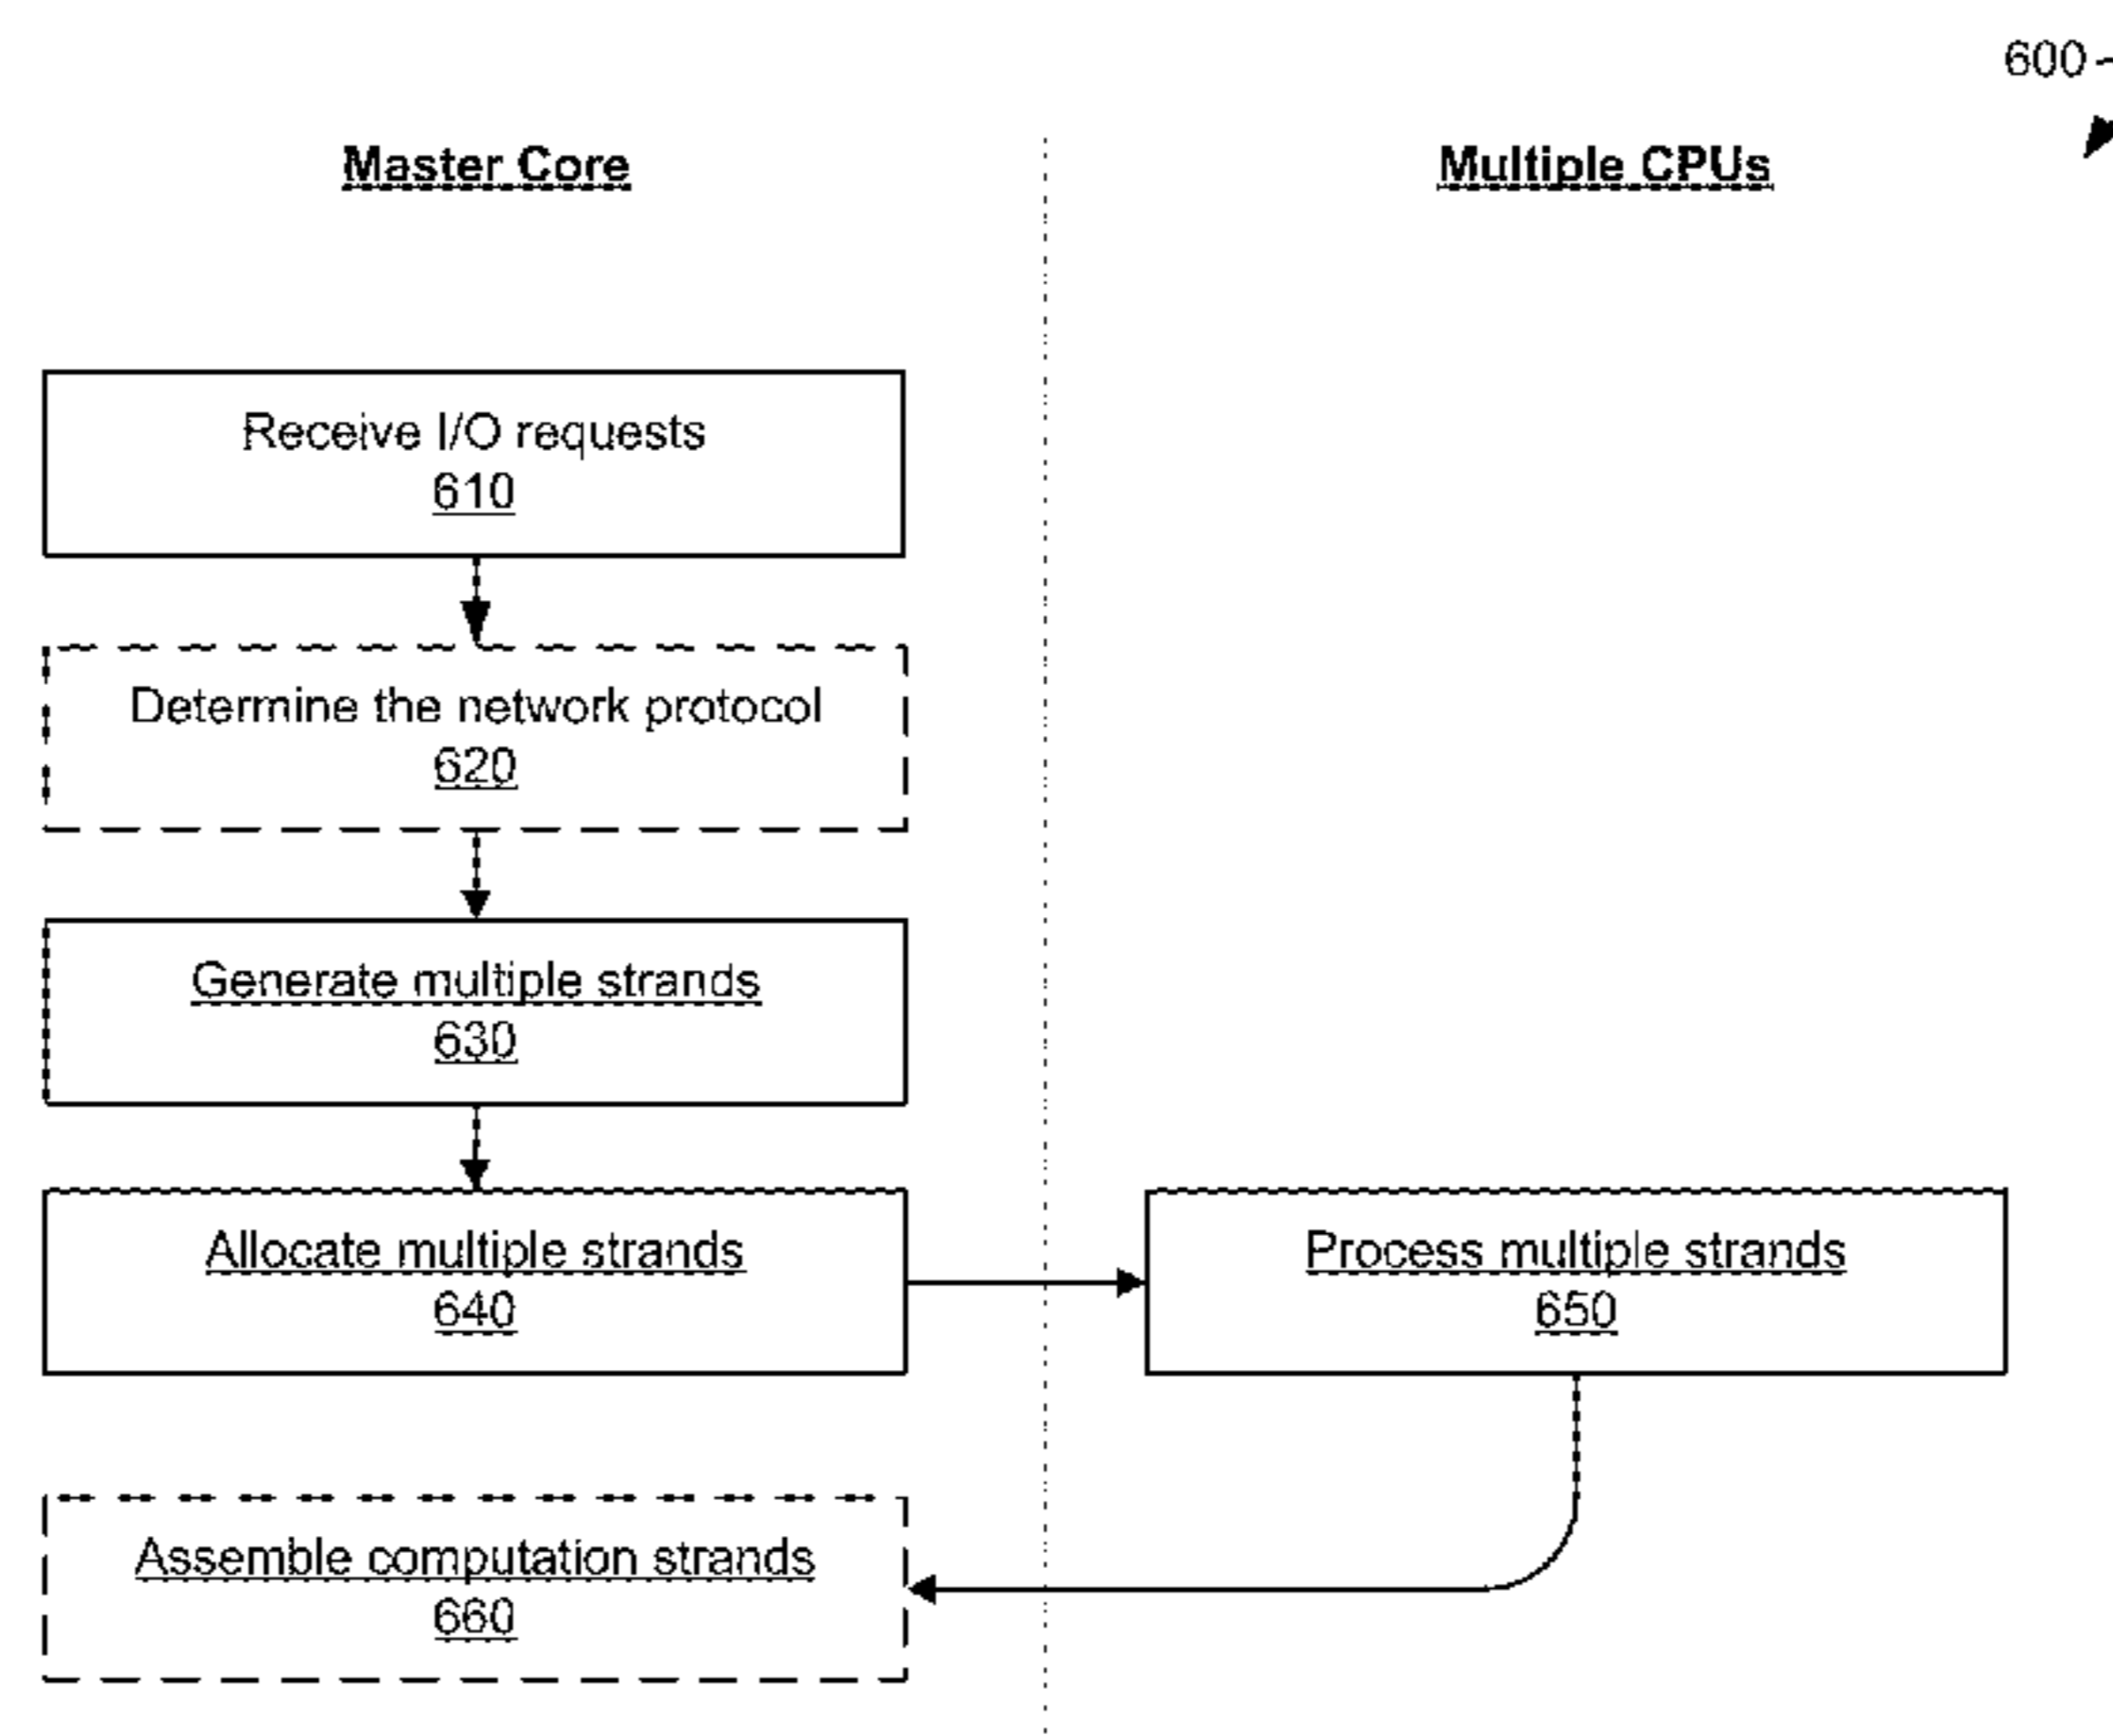 600
Master Core
Multiple CPUs
Receive I/O requests
610
Determine the network protocol
620
Generate multiple strands
630
Allocate multiple strands
640
Process multiple strands
650
Assemble computation strands
660